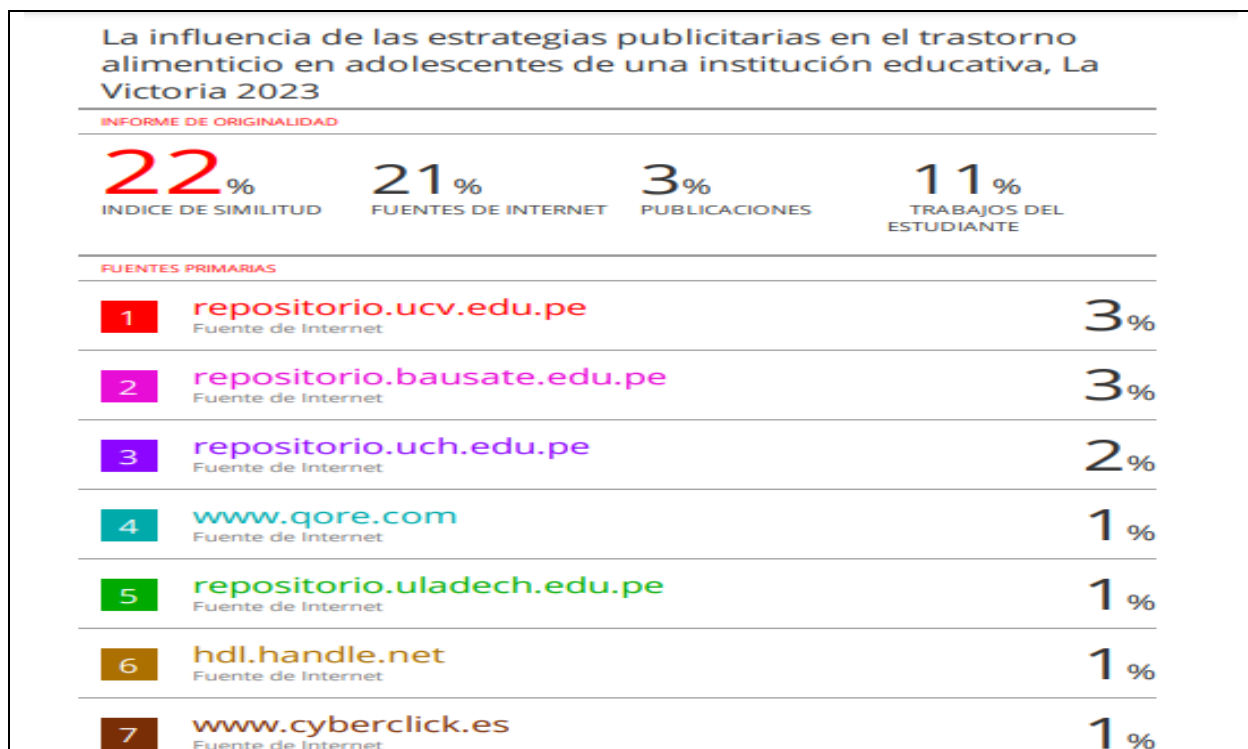 La influencia de las estrategias publicitarias en el trastorno
alimenticio en adolescentes de una institución educativa, La
Victoria 2023
INFORME DE ORIGINALIDAD
22%
INDICE DE SIMILITUD
21%
FUENTES DE INTERNET
3%
PUBLICACIONES
11%
TRABAJOS DEL
ESTUDIANTE
FUENTES PRIMARIAS
1
repositorio.ucv.edu.pe
Fuente de Internet
3%
2
repositorio.bausate.edu.pe
Fuente de Internet
3%
3
repositorio.uch.edu.pe
Fuente de Internet
2%
4
www.qore.com
Fuente de Internet
1%
5
repositorio.uladech.edu.pe
Fuente de Internet
1%
6
hdl.handle.net
Fuente de Internet
1%
7
www.cyberclick.es
Fuente de Internet
1%